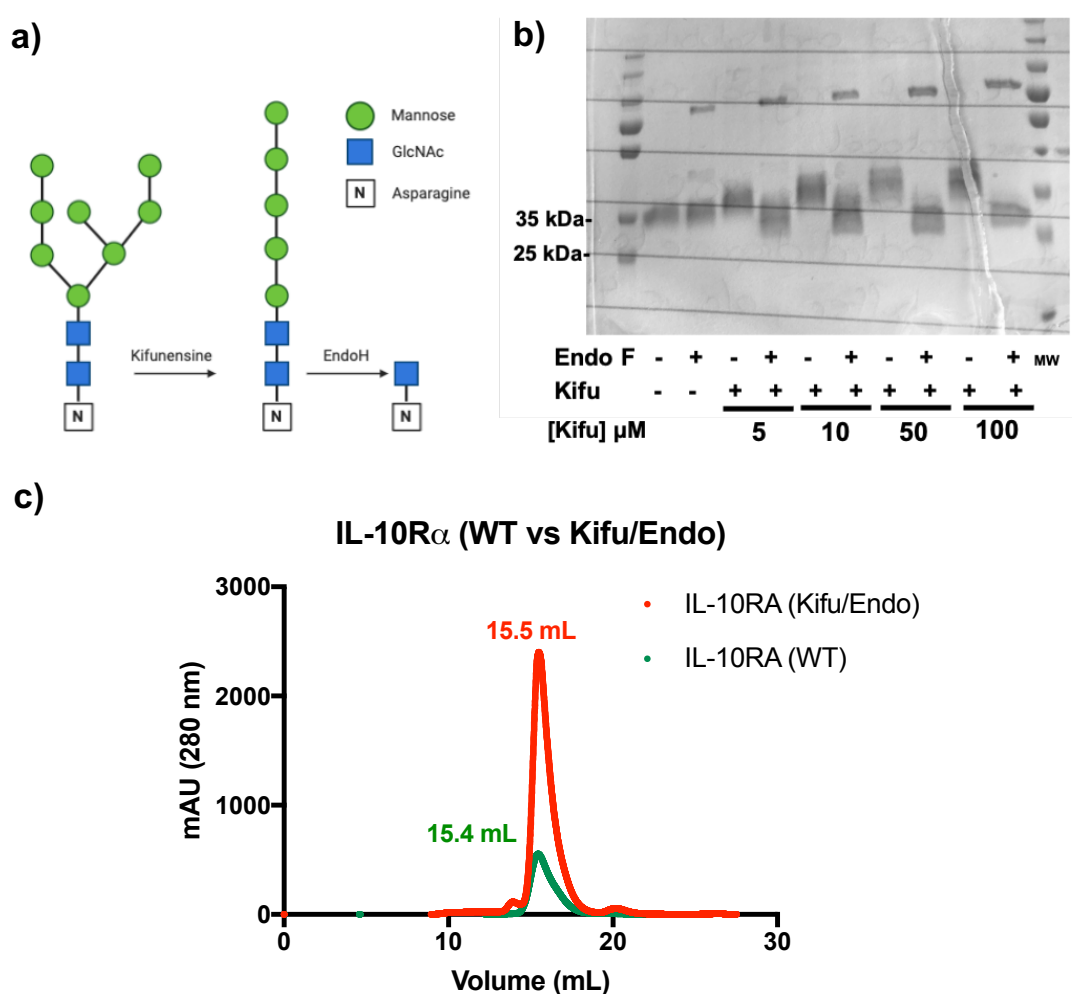 a)
Mannose
GlcNAc
N Asparagine
Kifunensine
EndoH
N
N
N
b)
35 kDa-
25 kDa-
Endo F - + - + - + - + - + MW
Kifu - - + + + + + + + +
[Kifu] µM 5 10 50 100
c)
IL-10Rα (WT vs Kifu/Endo)
3000
2000
1000
0
mAU (280 nm)
15.5 mL
15.4 mL
IL-10RA (Kifu/Endo)
IL-10RA (WT)
0 10 20 30
Volume (mL)